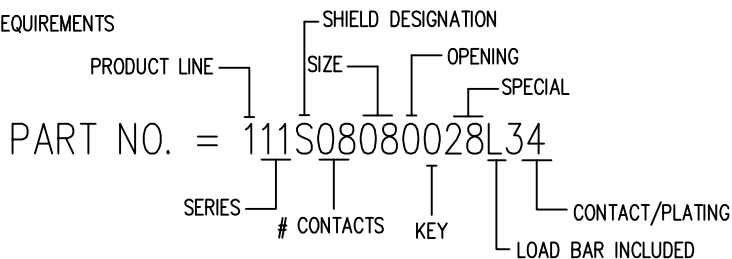 EQUIREMENTS
SHIELD DESIGNATION
PRODUCT LINE
SIZE
OPENING
SPECIAL
PART NO. = 111S08080028L34
SERIES
# CONTACTS
KEY
CONTACT/PLATING
LOAD BAR INCLUDED